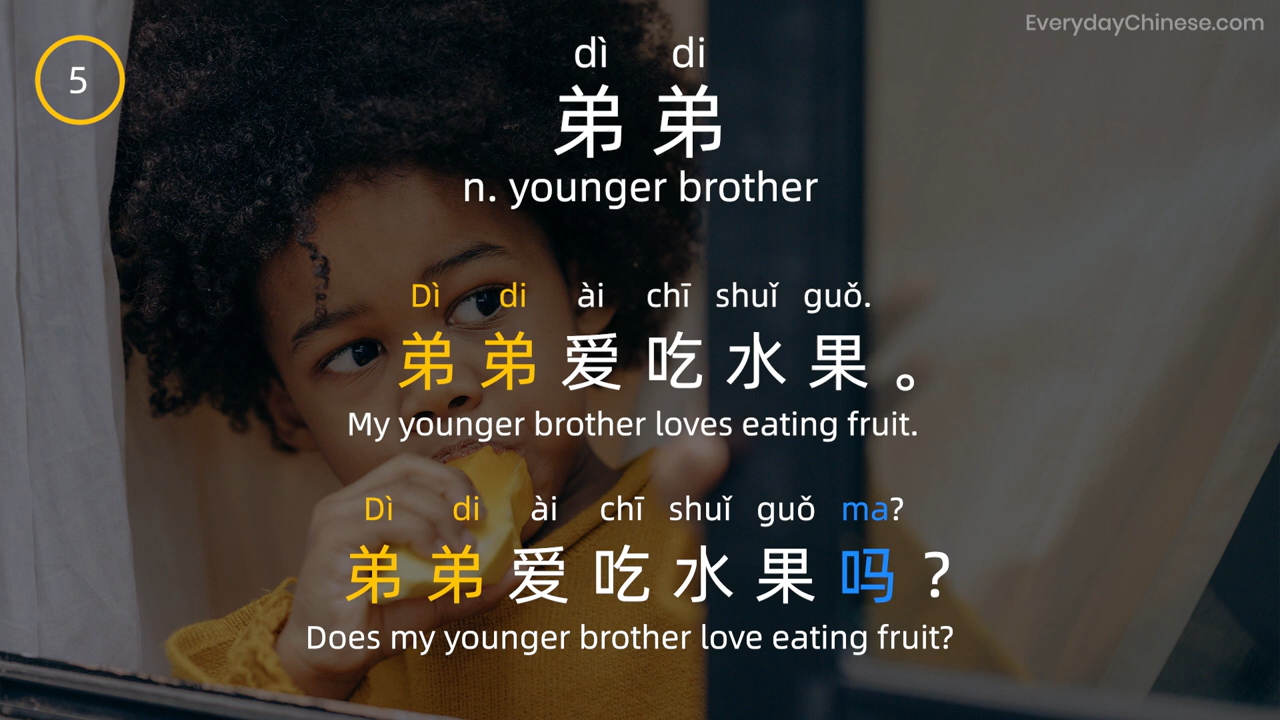 EverydayChinese.com
5
dì di
弟弟
n. younger brother
Dì di ài chī shuǐ guǒ.
弟弟爱吃水果。
My younger brother loves eating fruit.
Dì di ài chī shuǐ guǒ ma?
弟弟爱吃水果吗？
Does my younger brother love eating fruit?